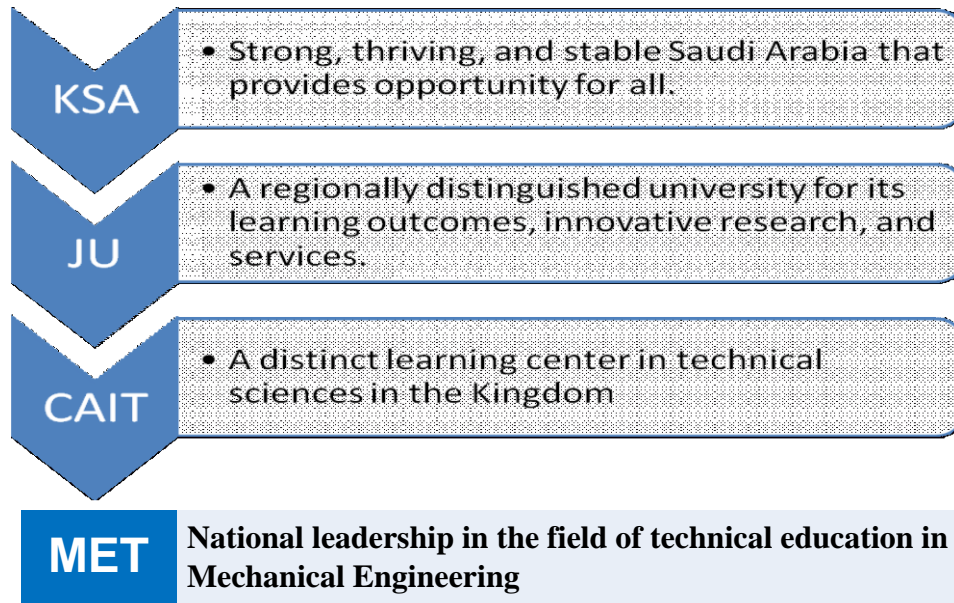 KSA
• Strong, thriving, and stable Saudi Arabia that
provides opportunity for all.
JU
• A regionally distinguished university for its
learning outcomes, innovative research, and
services.
CAIT
• A distinct learning center in technical
sciences in the Kingdom
MET
National leadership in the field of technical education in
Mechanical Engineering